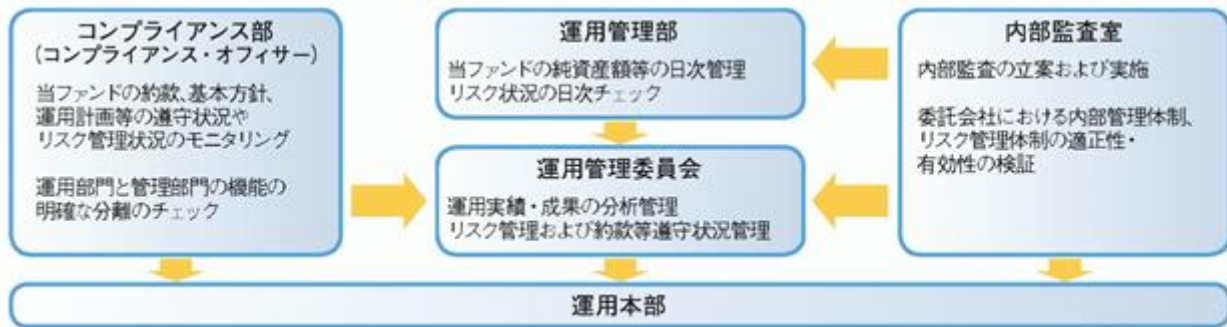 コンプライアンス部
(コンプライアンス・オフィサー)
当ファンドの約款、基本方針、
運用計画等の遵守状況や
リスク管理状況のモニタリング
運用部門と管理部門の機能の
明確な分離のチェック
運用管理部
当ファンドの純資産額等の日次管理
リスク状況の日次チェック
運用管理委員会
運用実績・成果の分析管理
リスク管理および約款等遵守状況管理
内部監査室
内部監査の立案および実施
委託会社における内部管理体制、
リスク管理体制の適正性・
有効性の検証
運用本部